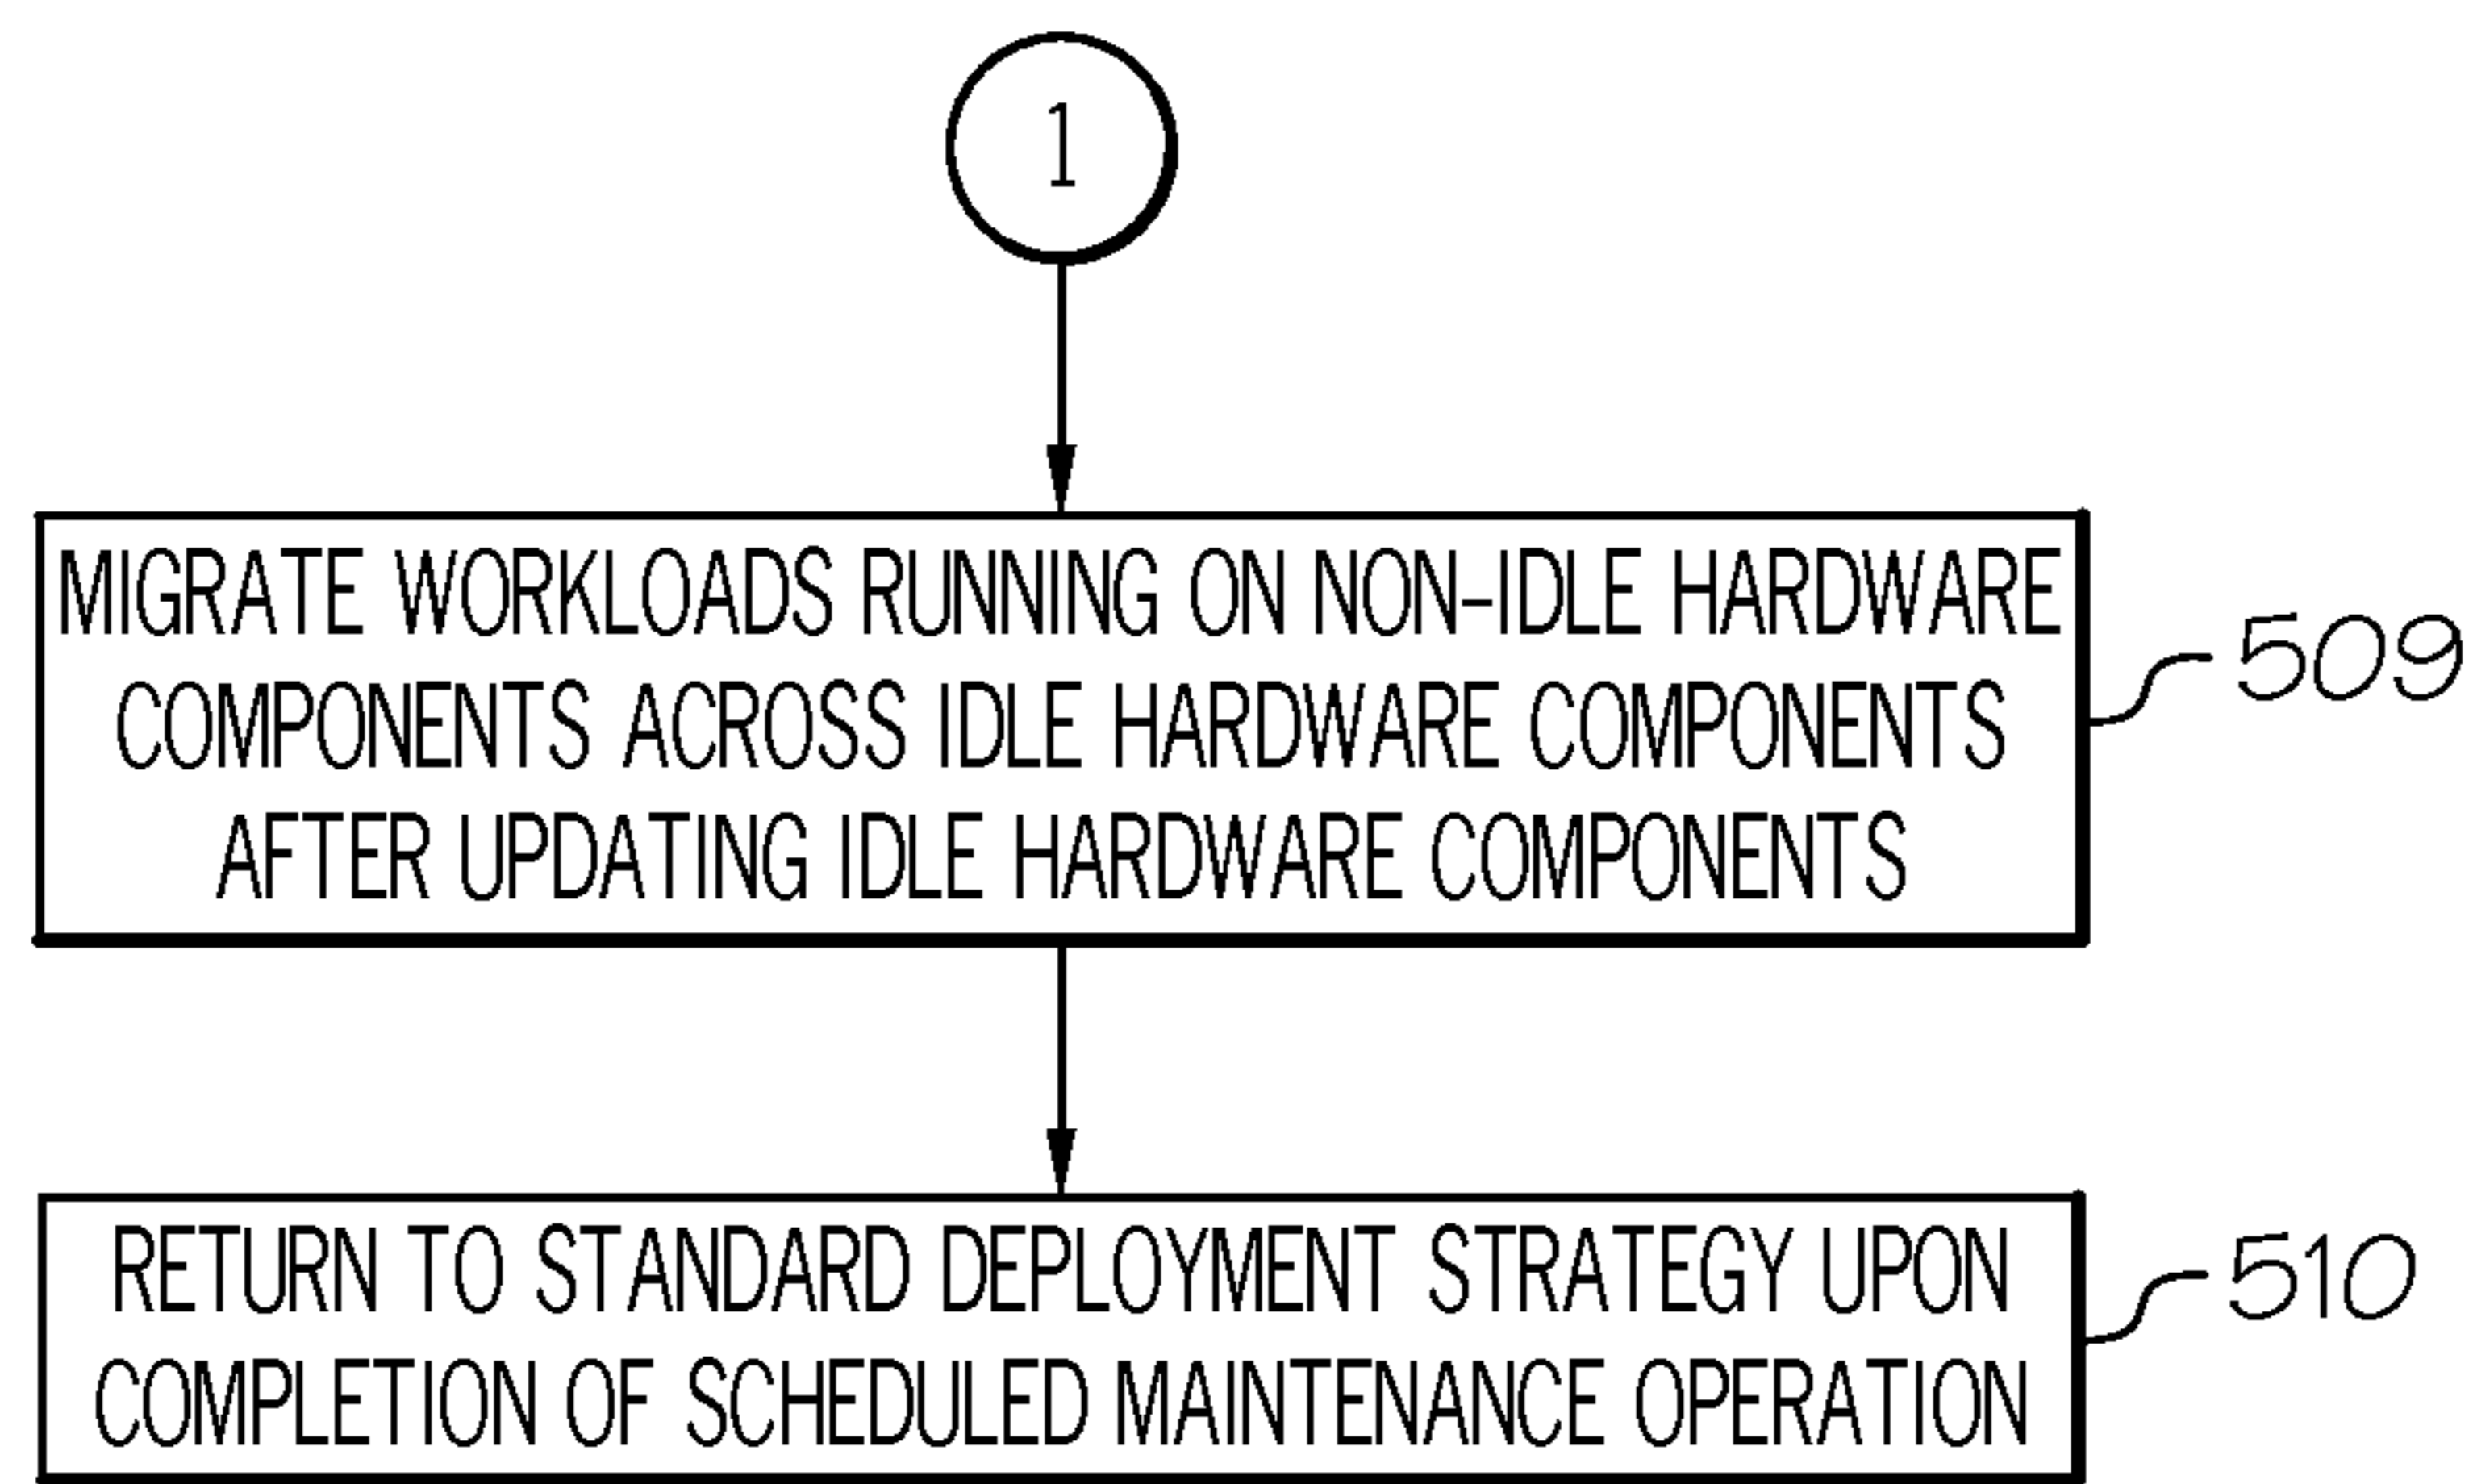 1
MIGRATE WORKLOADS RUNNING ON NON-IDLE HARDWARE
COMPONENTS ACROSS IDLE HARDWARE COMPONENTS
AFTER UPDATING IDLE HARDWARE COMPONENTS
509
RETURN TO STANDARD DEPLOYMENT STRATEGY UPON
COMPLETION OF SCHEDULED MAINTENANCE OPERATION
510